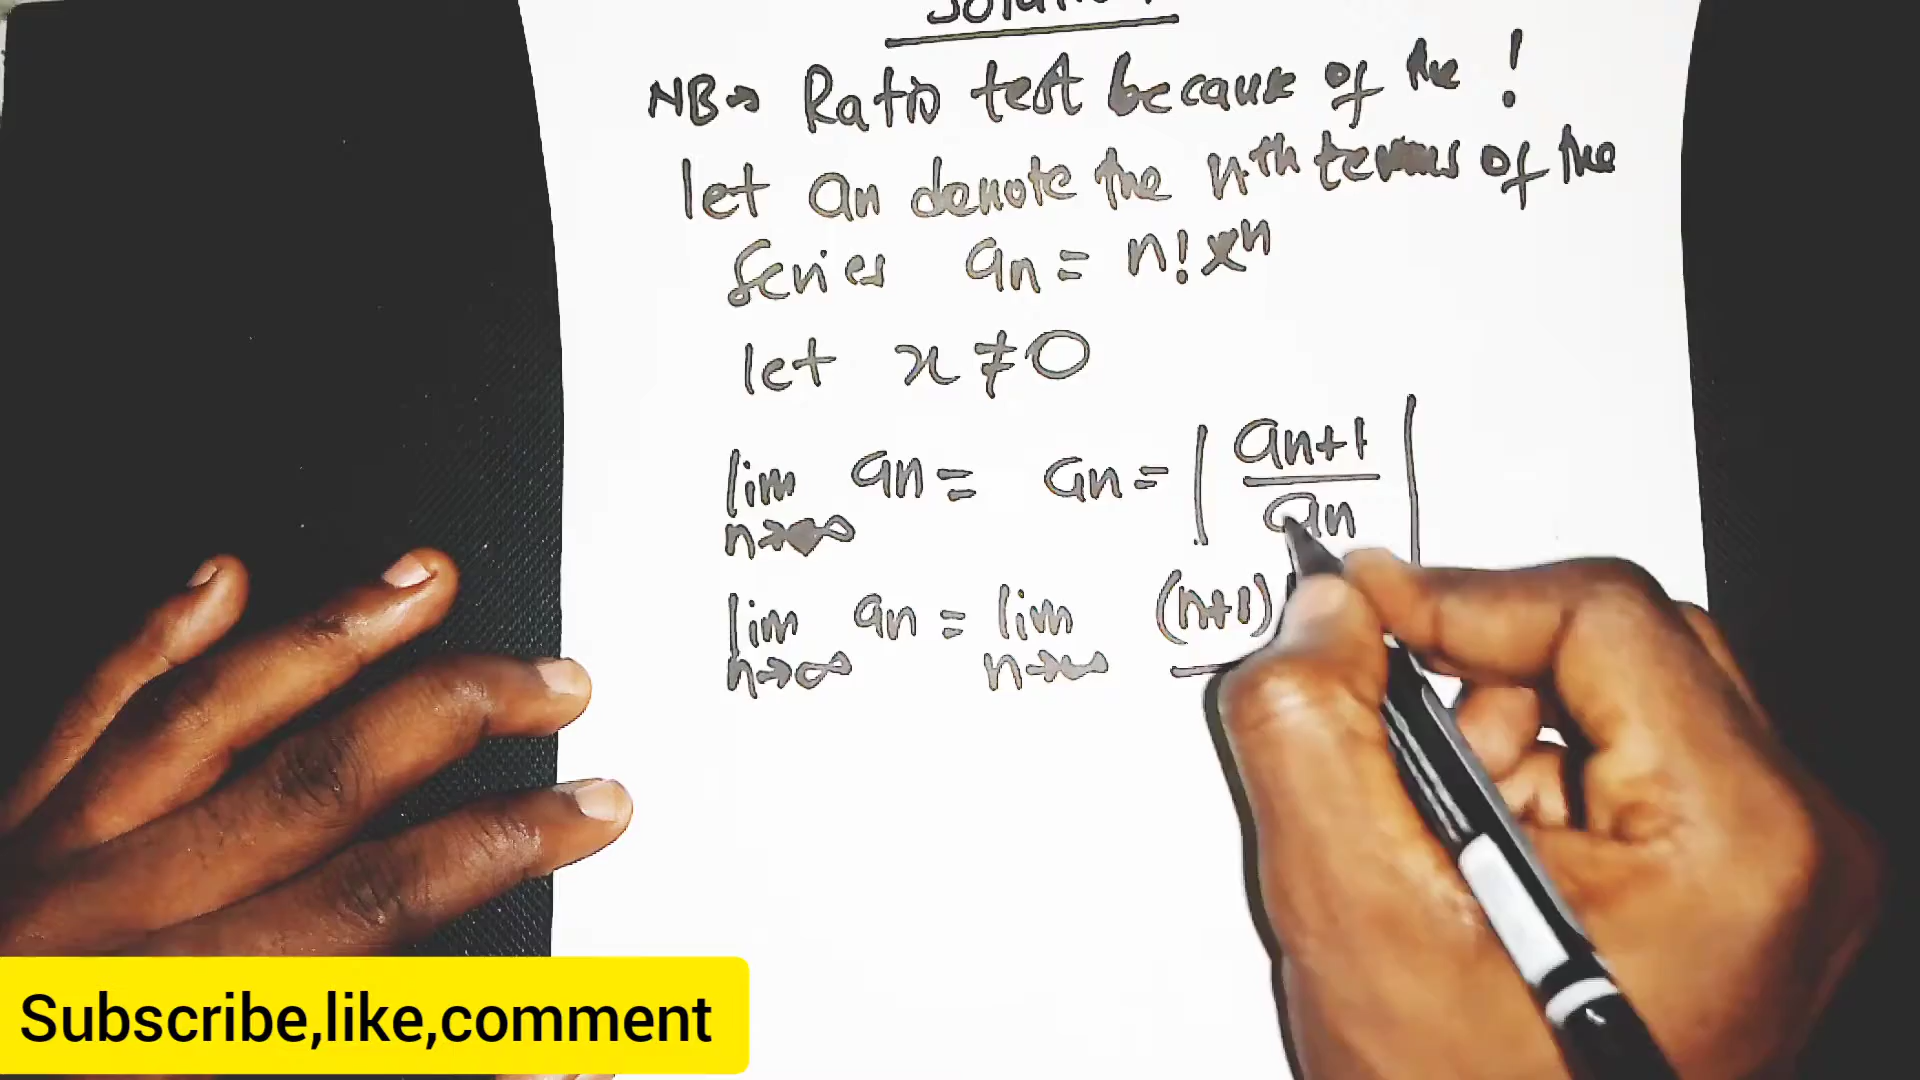 Solution
NB→ Ratio test because of the !
let an denote the nth terms of the
Series an = n! xn
let x ≠ 0
lim an = an = | an+1 / an |
n→∞
lim an = lim (n+1)
n→∞ n→∞
Subscribe,like,comment